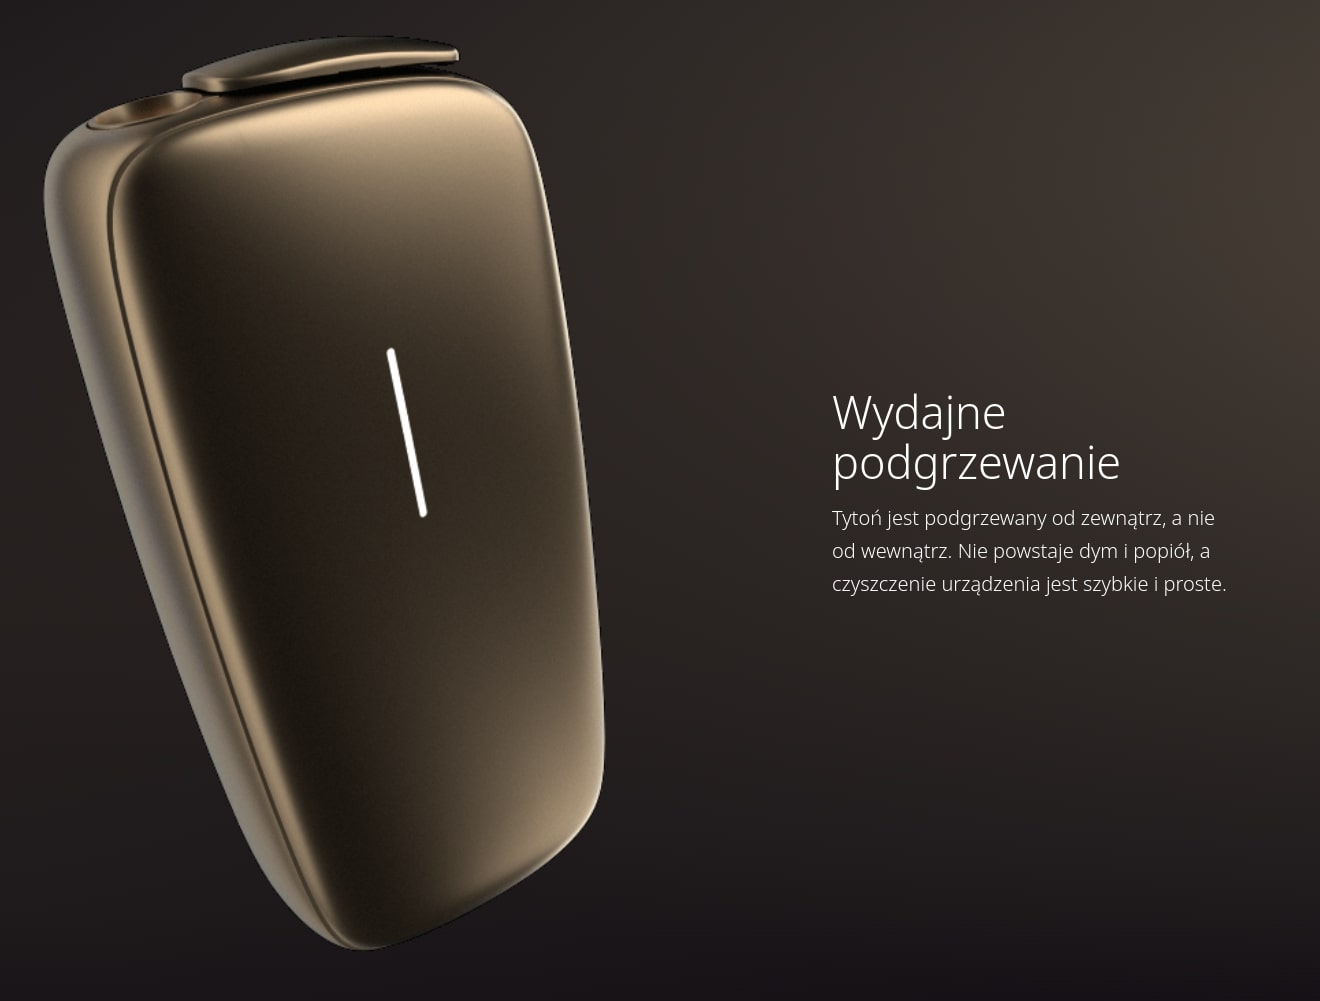 Wydajne
podgrzewanie
Tytoń jest podgrzewany od zewnątrz, a nie
od wewnątrz. Nie powstaje dym i popiół, a
czyszczenie urządzenia jest szybkie i proste.